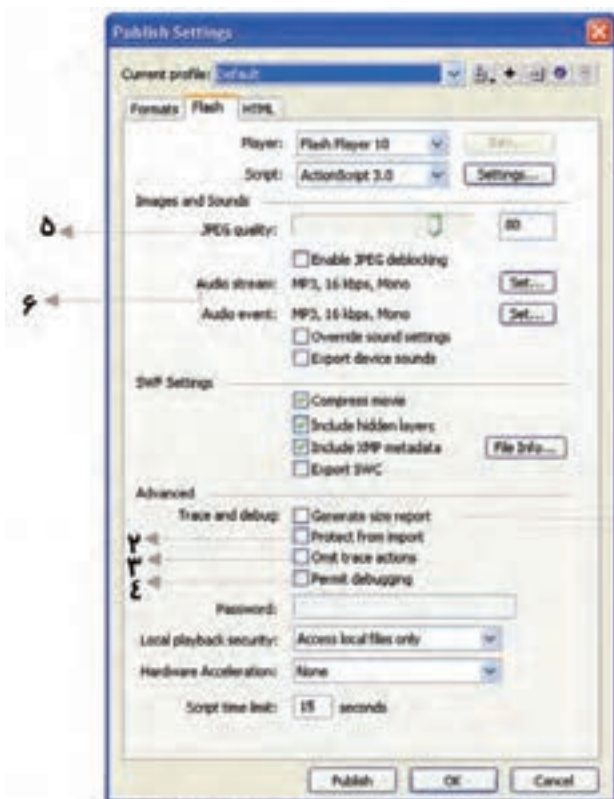 Publish Settings
Current profile: Default
Formats Flash HTML
Player: Flash Player 10
Script: ActionScript 3.0 Settings...
Images and Sounds
۵ JPEG quality: 80
Enable JPEG deblocking
Audio stream: MP3, 16 kbps, Mono Set...
۶
Audio event: MP3, 16 kbps, Mono Set...
Override sound settings
Export device sounds
SWF Settings
Compress movie
Include hidden layers
Include XMP metadata File Info...
Export SWC
Advanced
Trace and debug: Generate size report
۲ Protect from import
۳ Omit trace actions
٤ Permit debugging
Password:
Local playback security: Access local files only
Hardware Acceleration: None
Script time limit: 15 seconds
Publish OK Cancel